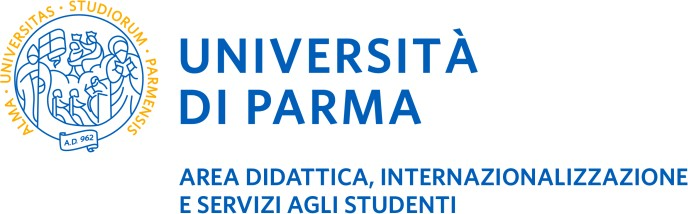 ALMA · UNIVERSITAS · STUDIORUM · PARMENSIS
A.D. 962
UNIVERSITÀ
DI PARMA
AREA DIDATTICA, INTERNAZIONALIZZAZIONE
E SERVIZI AGLI STUDENTI